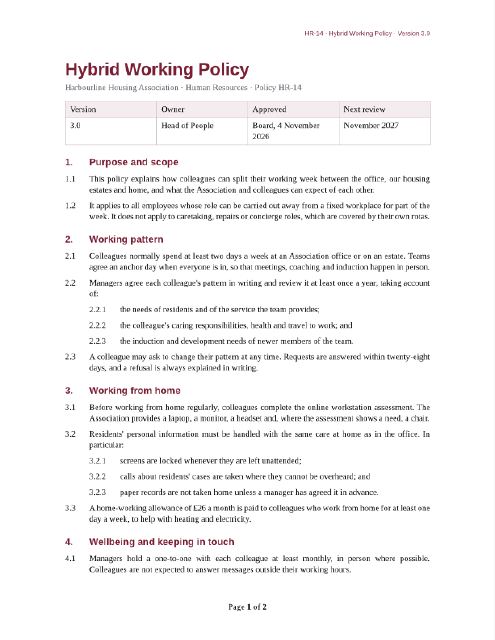 HR-14 · Hybrid Working Policy · Version 3.0
Hybrid Working Policy
Harbourline Housing Association · Human Resources · Policy HR-14
Version Owner Approved Next review
3.0 Head of People Board, 4 November 2026 November 2027
1. Purpose and scope
1.1 This policy explains how colleagues can split their working week between the office, our housing
estates and home, and what the Association and colleagues can expect of each other.
1.2 It applies to all employees whose role can be carried out away from a fixed workplace for part of the
week. It does not apply to caretaking, repairs or concierge roles, which are covered by their own rotas.
2. Working pattern
2.1 Colleagues normally spend at least two days a week at an Association office or on an estate. Teams
agree an anchor day when everyone is in, so that meetings, coaching and induction happen in person.
2.2 Managers agree each colleague's pattern in writing and review it at least once a year, taking account
of:
2.2.1 the needs of residents and of the service the team provides;
2.2.2 the colleague's caring responsibilities, health and travel to work; and
2.2.3 the induction and development needs of newer members of the team.
2.3 A colleague may ask to change their pattern at any time. Requests are answered within twenty-eight
days, and a refusal is always explained in writing.
3. Working from home
3.1 Before working from home regularly, colleagues complete the online workstation assessment. The
Association provides a laptop, a monitor, a headset and, where the assessment shows a need, a chair.
3.2 Residents' personal information must be handled with the same care at home as in the office. In
particular:
3.2.1 screens are locked whenever they are left unattended;
3.2.2 calls about residents' cases are taken where they cannot be overheard; and
3.2.3 paper records are not taken home unless a manager has agreed it in advance.
3.3 A home-working allowance of £26 a month is paid to colleagues who work from home for at least one
day a week, to help with heating and electricity.
4. Wellbeing and keeping in touch
4.1 Managers hold a one-to-one with each colleague at least monthly, in person where possible.
Colleagues are not expected to answer messages outside their working hours.
Page 1 of 2